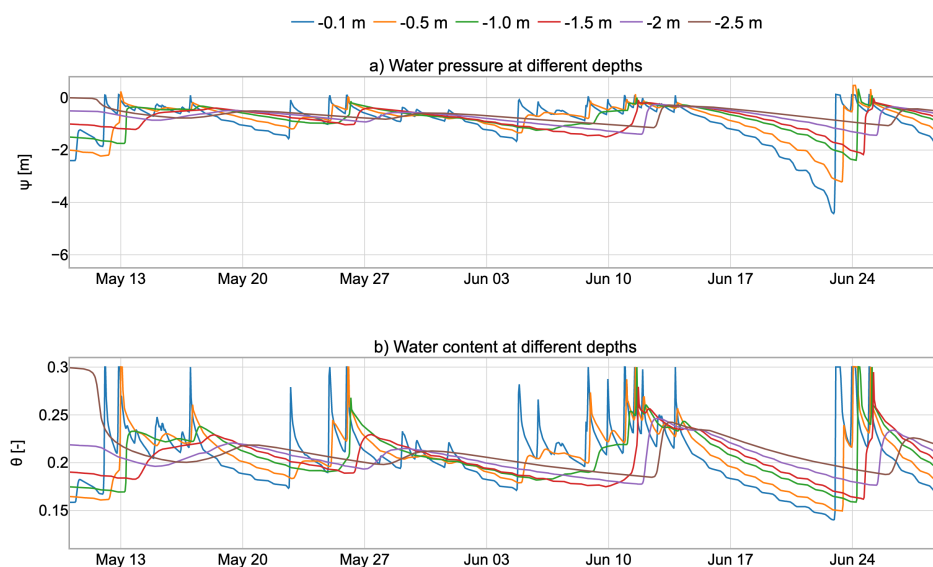 -0.1 m -0.5 m -1.0 m -1.5 m -2 m -2.5 m
a) Water pressure at different depths
0
−2
−4
−6
ψ [m]
May 13 May 20 May 27 Jun 03 Jun 10 Jun 17 Jun 24
b) Water content at different depths
0.3
0.25
0.2
0.15
θ [-]
May 13 May 20 May 27 Jun 03 Jun 10 Jun 17 Jun 24